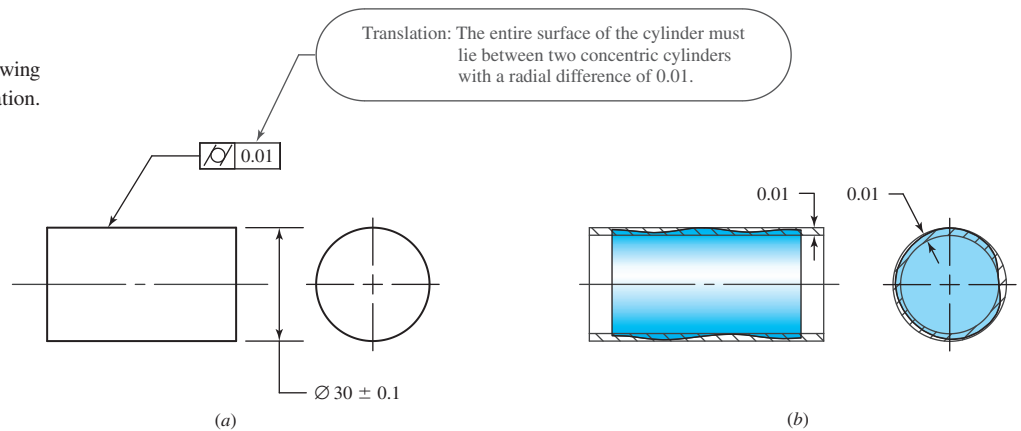 Translation: The entire surface of the cylinder must
lie between two concentric cylinders
with a radial difference of 0.01.
wing
tion.
0.01
0.01
0.01
∅ 30 ± 0.1
(a)
(b)